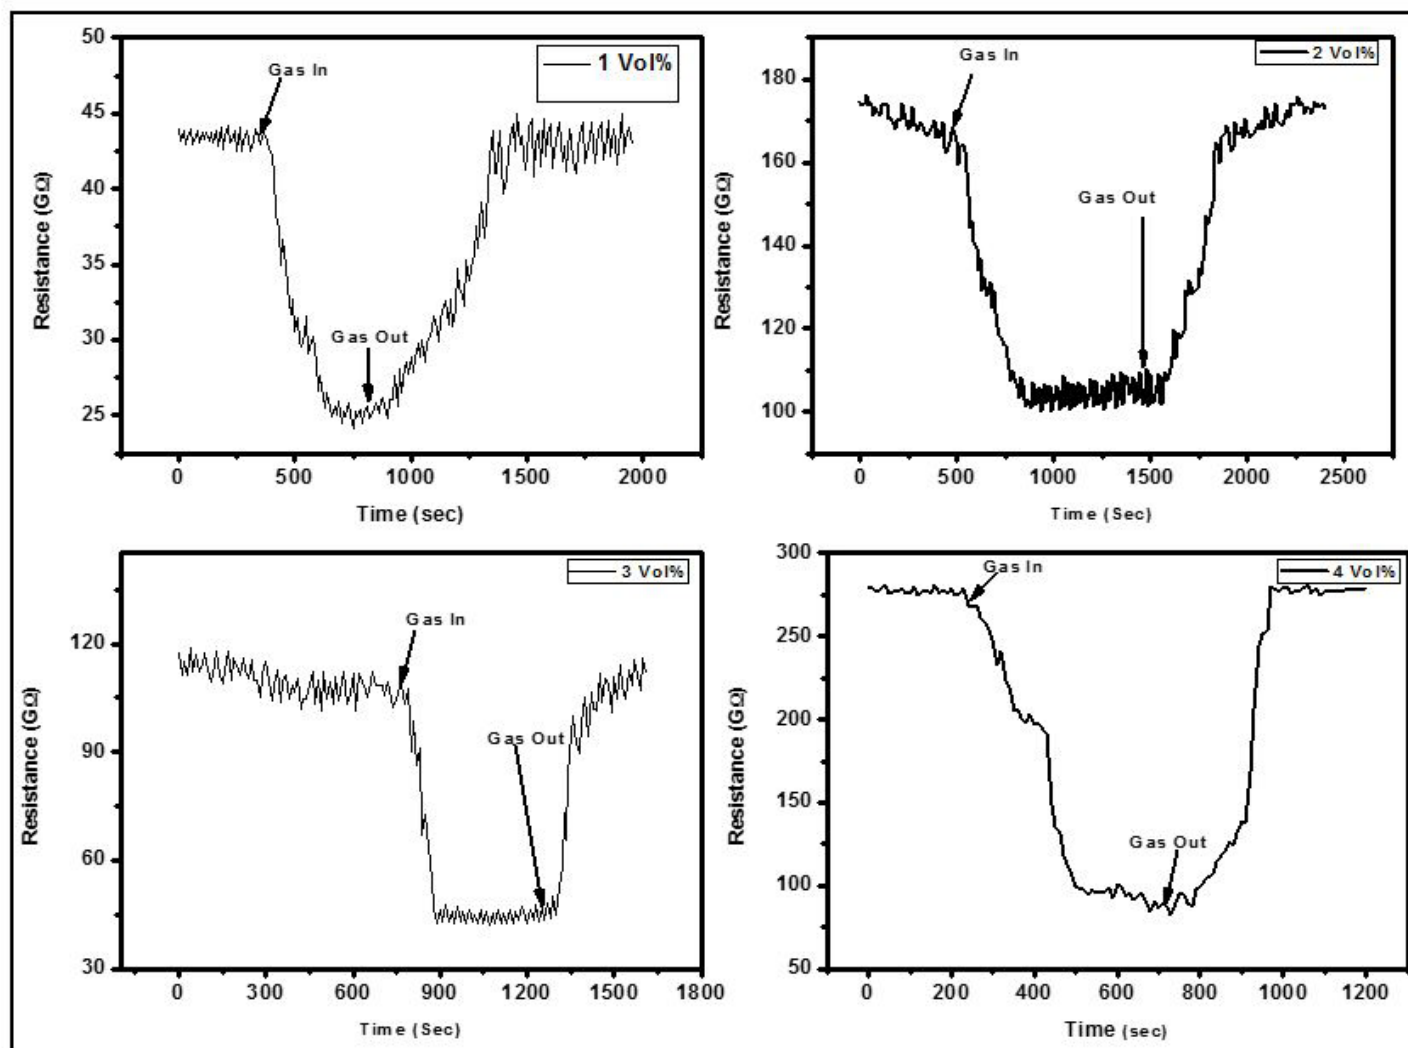 50
45
40
35
30
25
Resistance (GΩ)
Gas In
Gas Out
1 Vol%
0 500 1000 1500 2000
Time (sec)
180
160
140
120
100
Resistance (GΩ)
Gas In
Gas Out
2 Vol%
0 500 1000 1500 2000 2500
Time (Sec)
120
90
60
30
Resistance (GΩ)
Gas In
Gas Out
3 Vol%
0 300 600 900 1200 1500 1800
Time (Sec)
300
250
200
150
100
50
Resistance (GΩ)
Gas In
Gas Out
4 Vol%
0 200 400 600 800 1000 1200
Time (sec)